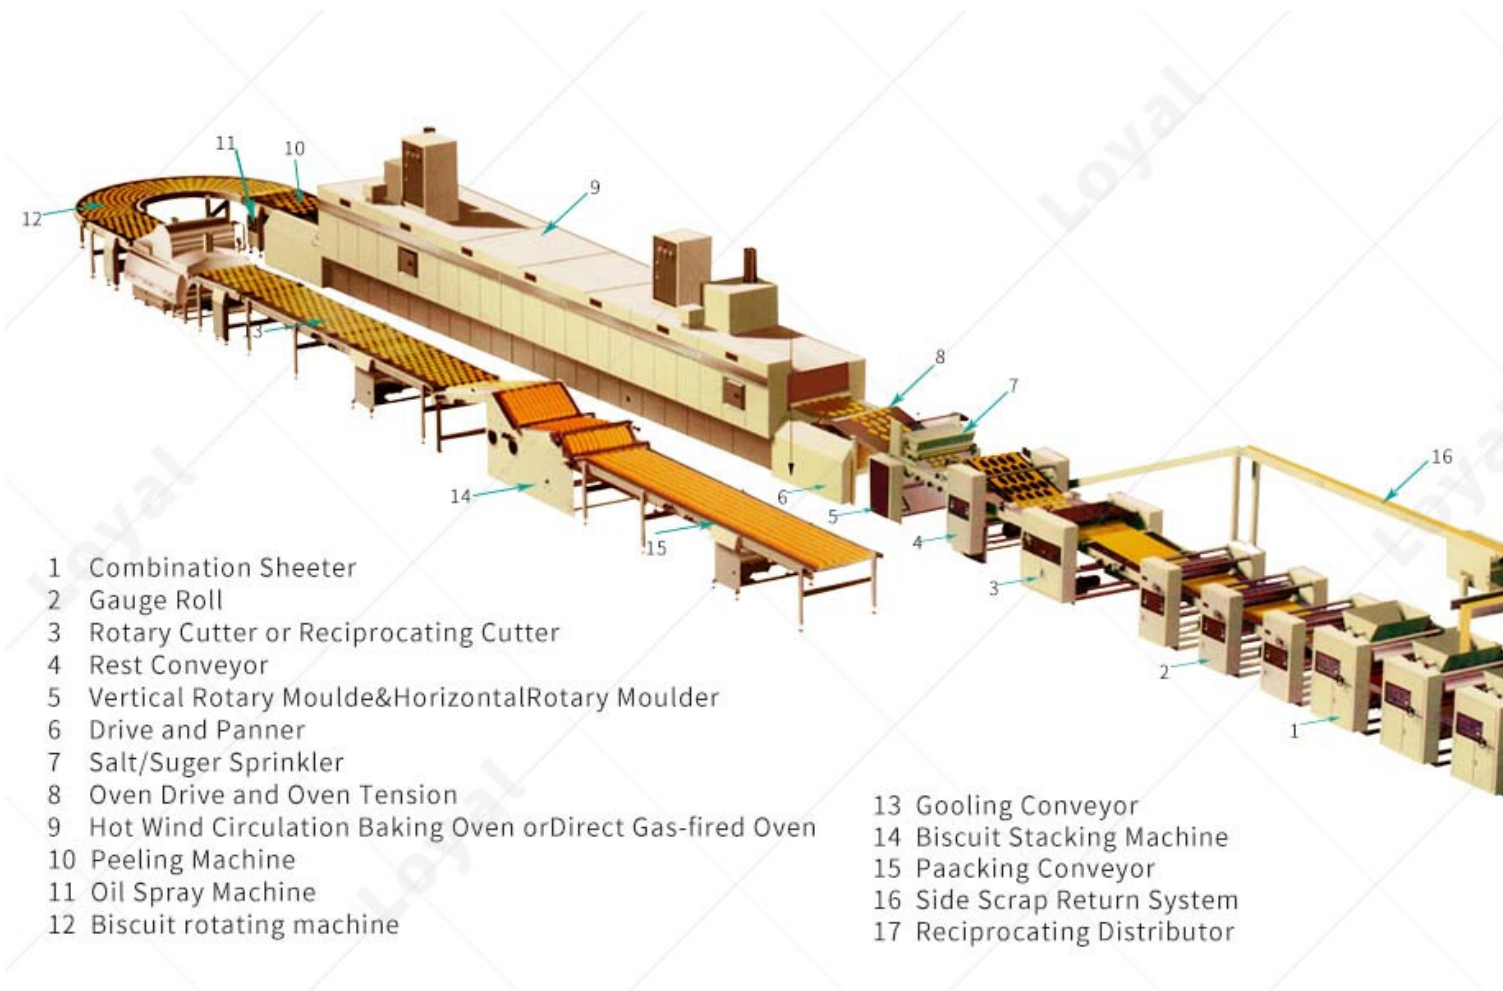 Loyal
11
10
9
12
13
8
7
16
14
6
5
15
4
3
2
1
Loyal
Loyal
Loyal
1 Combination Sheeter
2 Gauge Roll
3 Rotary Cutter or Reciprocating Cutter
4 Rest Conveyor
5 Vertical Rotary Moulde&HorizontalRotary Moulder
6 Drive and Panner
7 Salt/Suger Sprinkler
8 Oven Drive and Oven Tension
9 Hot Wind Circulation Baking Oven orDirect Gas-fired Oven
10 Peeling Machine
11 Oil Spray Machine
12 Biscuit rotating machine
13 Gooling Conveyor
14 Biscuit Stacking Machine
15 Paacking Conveyor
16 Side Scrap Return System
17 Reciprocating Distributor